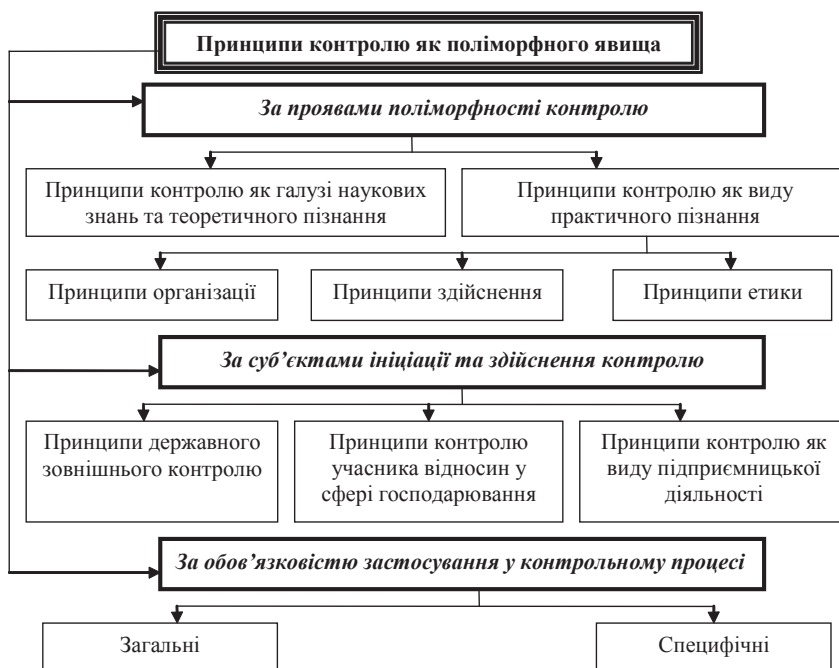 Принципи контролю як поліморфного явища
За проявами поліморфності контролю
Принципи контролю як галузі наукових
знань та теоретичного пізнання
Принципи контролю як виду
практичного пізнання
Принципи організації
Принципи здійснення
Принципи етики
За суб’єктами ініціації та здійснення контролю
Принципи державного
зовнішнього контролю
Принципи контролю
учасника відносин у
сфері господарювання
Принципи контролю як
виду підприємницької
діяльності
За обов’язковістю застосування у контрольному процесі
Загальні
Специфічні